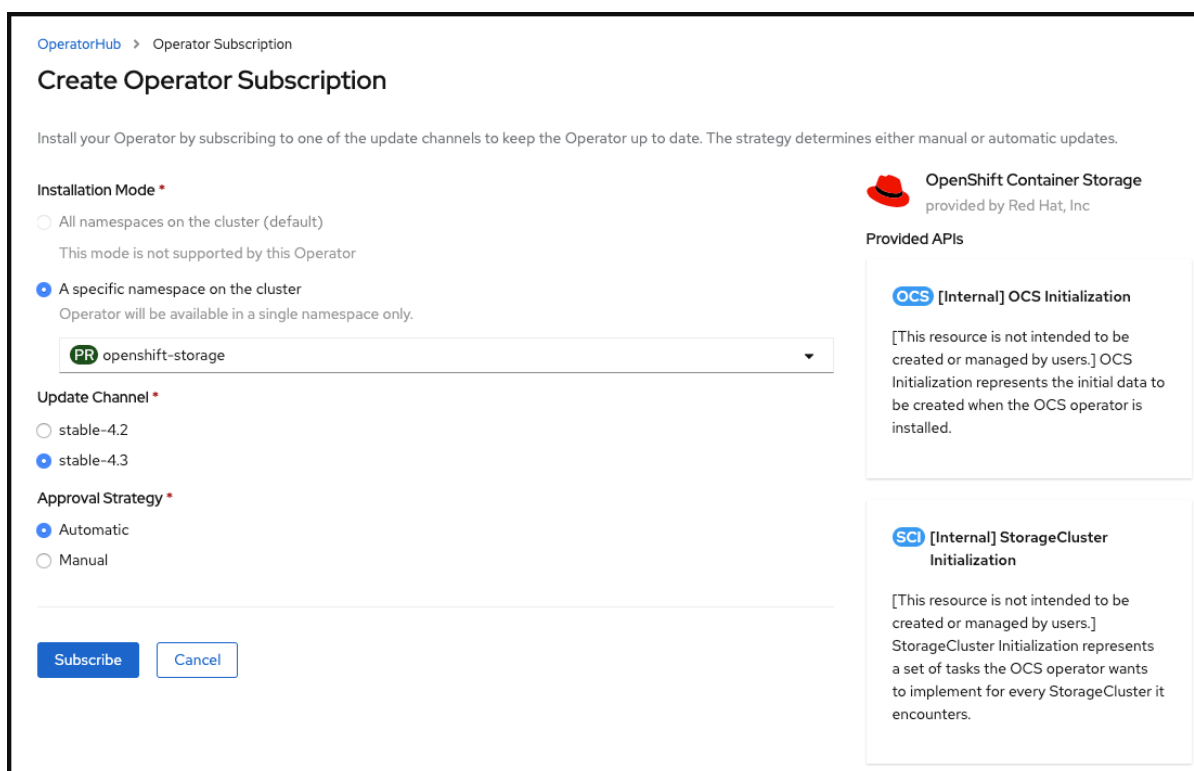 OperatorHub > Operator Subscription
Create Operator Subscription
Install your Operator by subscribing to one of the update channels to keep the Operator up to date. The strategy determines either manual or automatic updates.
Installation Mode *
All namespaces on the cluster (default)
This mode is not supported by this Operator
A specific namespace on the cluster
Operator will be available in a single namespace only.
PR openshift-storage
Update Channel *
stable-4.2
stable-4.3
Approval Strategy *
Automatic
Manual
Subscribe Cancel
OpenShift Container Storage
provided by Red Hat, Inc
Provided APIs
OCS [Internal] OCS Initialization
[This resource is not intended to be
created or managed by users.] OCS
Initialization represents the initial data to
be created when the OCS operator is
installed.
SCI [Internal] StorageCluster
Initialization
[This resource is not intended to be
created or managed by users.]
StorageCluster Initialization represents
a set of tasks the OCS operator wants
to implement for every StorageCluster it
encounters.